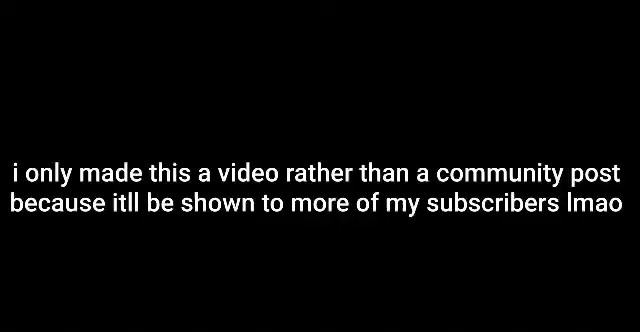 i only made this a video rather than a community post
because itll be shown to more of my subscribers lmao